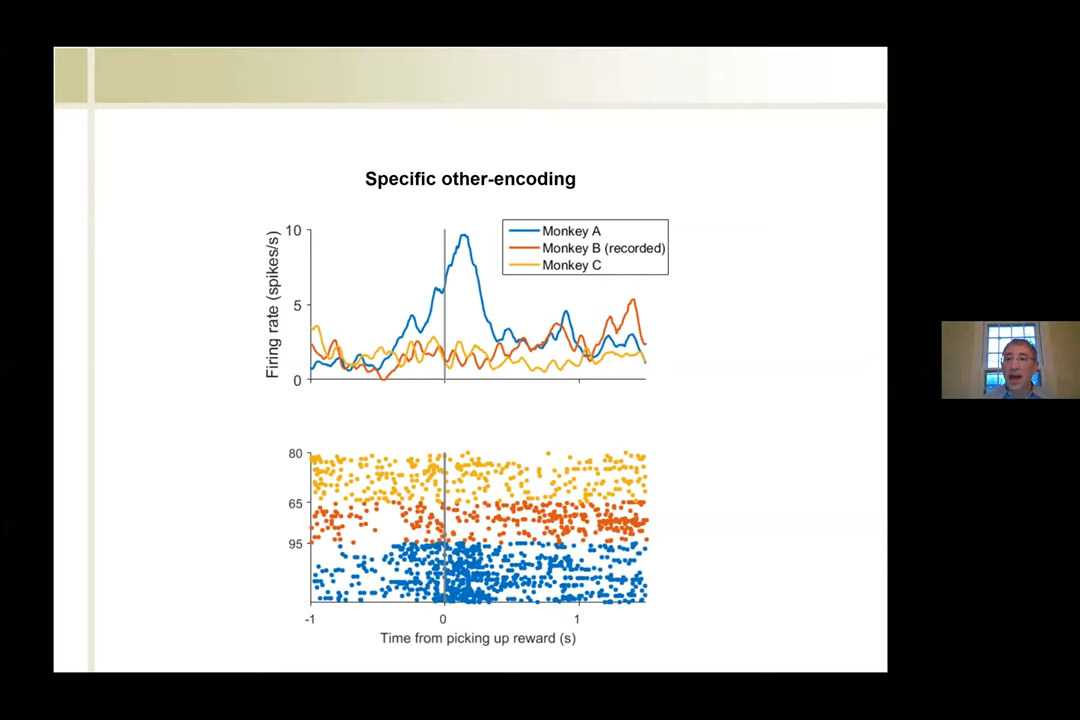 Specific other-encoding
Firing rate (spikes/s)
10
5
0
Monkey A
Monkey B (recorded)
Monkey C
80
65
95
-1
0
1
Time from picking up reward (s)